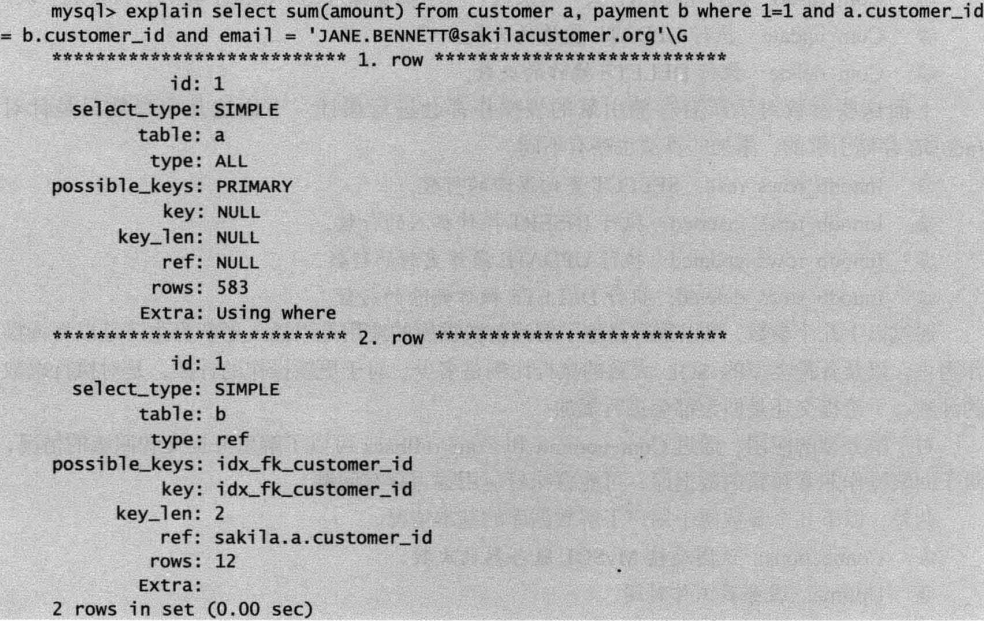 mysql> explain select sum(amount) from customer a, payment b where 1=1 and a.customer_id
= b.customer_id and email = 'JANE.BENNETT@sakilacustomer.org'\G
*************************** 1. row ***************************
id: 1
select_type: SIMPLE
table: a
type: ALL
possible_keys: PRIMARY
key: NULL
key_len: NULL
ref: NULL
rows: 583
Extra: Using where
*************************** 2. row ***************************
id: 1
select_type: SIMPLE
table: b
type: ref
possible_keys: idx_fk_customer_id
key: idx_fk_customer_id
key_len: 2
ref: sakila.a.customer_id
rows: 12
Extra:
2 rows in set (0.00 sec)